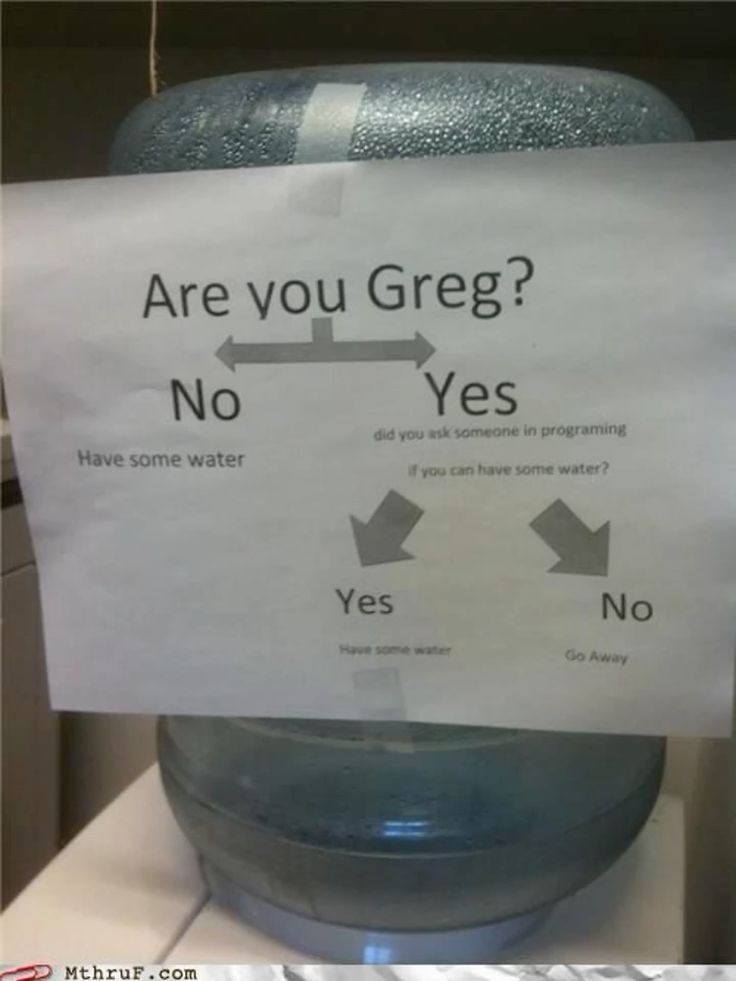 Are you Greg?
No
Yes
Have some water
did you ask someone in programing
if you can have some water?
Yes
No
Have some water
Go Away
MthruF.com